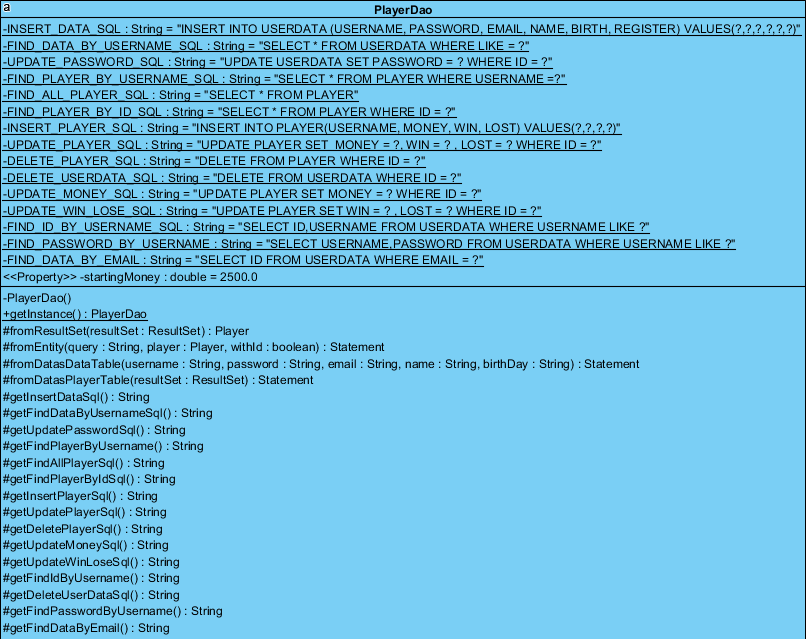 a
PlayerDao
-INSERT_DATA_SQL : String = "INSERT INTO USERDATA (USERNAME, PASSWORD, EMAIL, NAME, BIRTH, REGISTER) VALUES(?,?,?,?,?,?)"
-FIND_DATA_BY_USERNAME_SQL : String = "SELECT * FROM USERDATA WHERE LIKE = ?"
-UPDATE_PASSWORD_SQL : String = "UPDATE USERDATA SET PASSWORD = ? WHERE ID = ?"
-FIND_PLAYER_BY_USERNAME_SQL : String = "SELECT * FROM PLAYER WHERE USERNAME =?"
-FIND_ALL_PLAYER_SQL : String = "SELECT * FROM PLAYER"
-FIND_PLAYER_BY_ID_SQL : String = "SELECT * FROM PLAYER WHERE ID = ?"
-INSERT_PLAYER_SQL : String = "INSERT INTO PLAYER(USERNAME, MONEY, WIN, LOST) VALUES(?,?,?,?)"
-UPDATE_PLAYER_SQL : String = "UPDATE PLAYER SET  MONEY = ?, WIN = ? , LOST = ? WHERE ID = ?"
-DELETE_PLAYER_SQL : String = "DELETE FROM PLAYER WHERE ID = ?"
-DELETE_USERDATA_SQL : String = "DELETE FROM USERDATA WHERE ID = ?"
-UPDATE_MONEY_SQL : String = "UPDATE PLAYER SET MONEY = ? WHERE ID = ?"
-UPDATE_WIN_LOSE_SQL : String = "UPDATE PLAYER SET WIN = ? , LOST = ? WHERE ID = ?"
-FIND_ID_BY_USERNAME_SQL : String = "SELECT ID,USERNAME FROM USERDATA WHERE USERNAME LIKE ?"
-FIND_PASSWORD_BY_USERNAME : String = "SELECT USERNAME,PASSWORD FROM USERDATA WHERE USERNAME LIKE ?"
-FIND_DATA_BY_EMAIL : String = "SELECT ID FROM USERDATA WHERE EMAIL = ?"
<<Property>> -startingMoney : double = 2500.0
-PlayerDao()
+getInstance() : PlayerDao
#fromResultSet(resultSet : ResultSet) : Player
#fromEntity(query : String, player : Player, withId : boolean) : Statement
#fromDatasDataTable(username : String, password : String, email : String, name : String, birthDay : String) : Statement
#fromDatasPlayerTable(resultSet : ResultSet) : Statement
#getInsertDataSql() : String
#getFindDataByUsernameSql() : String
#getUpdatePasswordSql() : String
#getFindPlayerByUsername() : String
#getFindAllPlayerSql() : String
#getFindPlayerByIdSql() : String
#getInsertPlayerSql() : String
#getUpdatePlayerSql() : String
#getDeletePlayerSql() : String
#getUpdateMoneySql() : String
#getUpdateWinLoseSql() : String
#getFindIdByUsername() : String
#getDeleteUserDataSql() : String
#getFindPasswordByUsername() : String
#getFindDataByEmail() : String